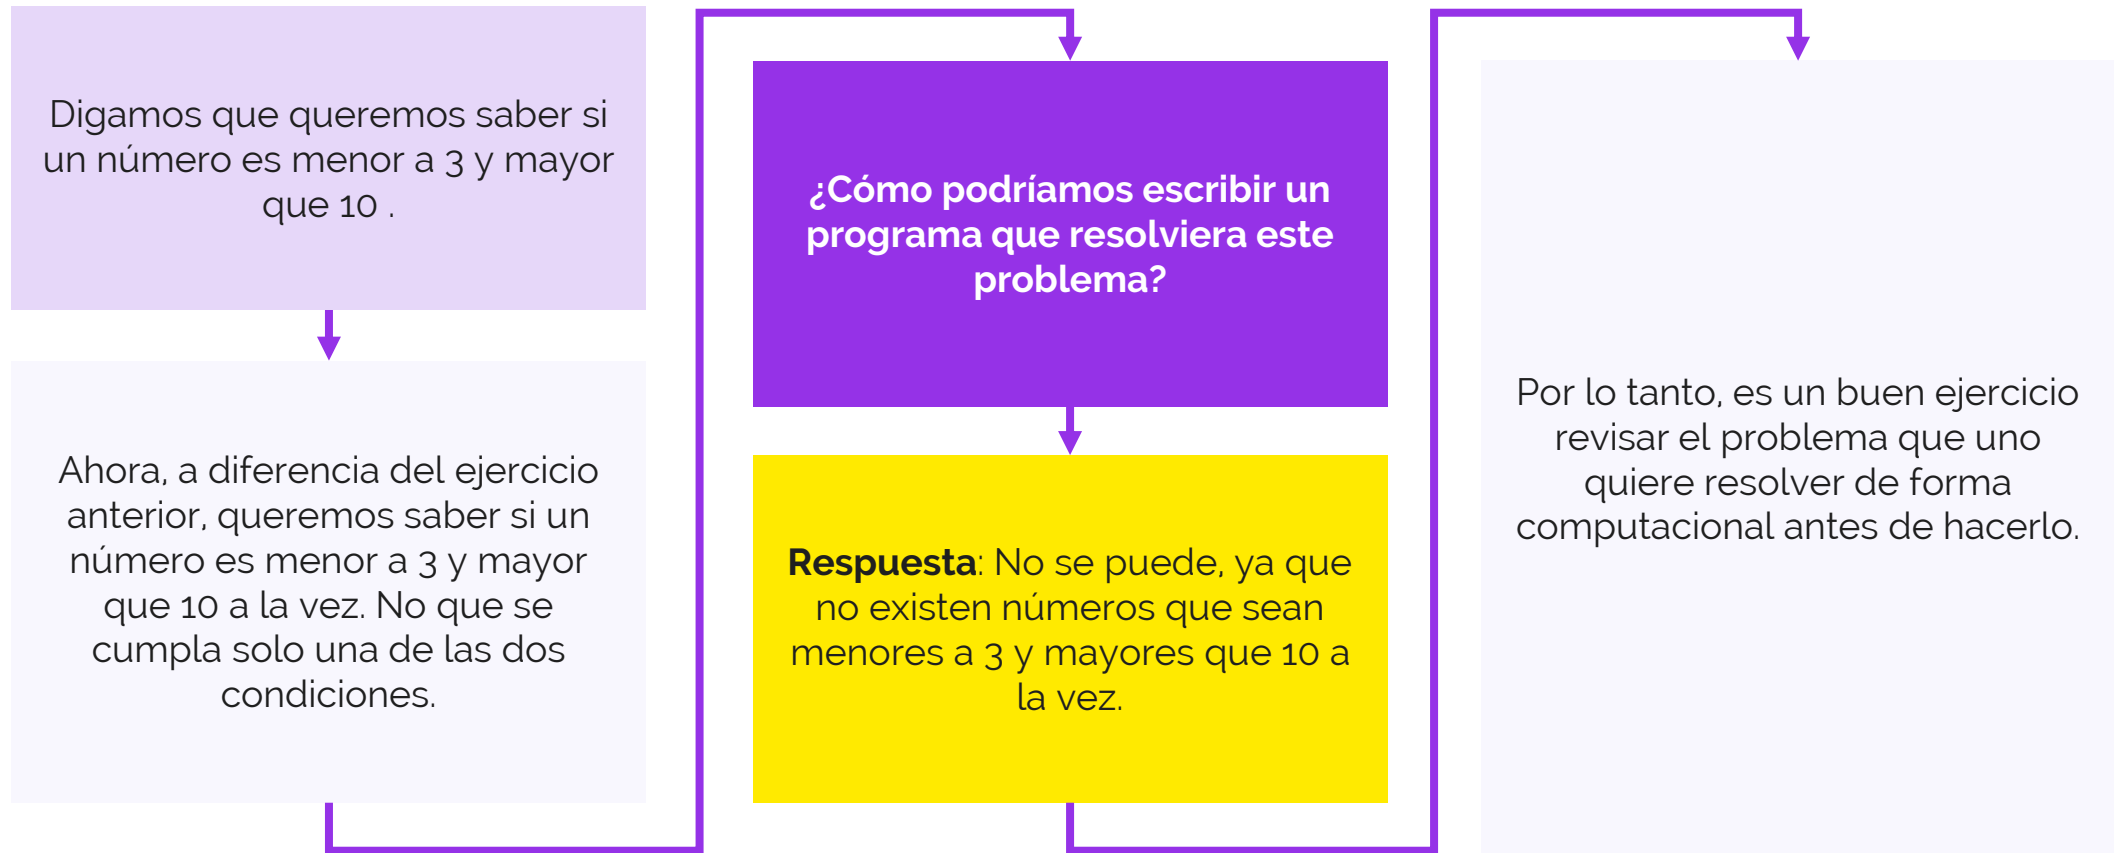 Digamos que queremos saber si
un número es menor a 3 y mayor
que 10 .
Ahora, a diferencia del ejercicio
anterior, queremos saber si un
número es menor a 3 y mayor
que 10 a la vez. No que se
cumpla solo una de las dos
condiciones.
¿Cómo podríamos escribir un
programa que resolviera este
problema?
Respuesta: No se puede, ya que
no existen números que sean
menores a 3 y mayores que 10 a
la vez.
Por lo tanto, es un buen ejercicio
revisar el problema que uno
quiere resolver de forma
computacional antes de hacerlo.